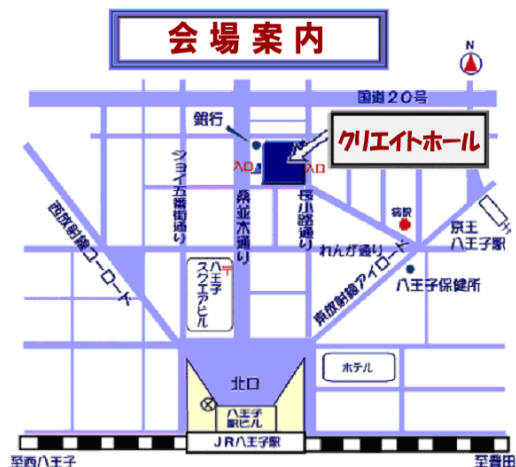 会場案内
N
国道20号
銀行
クリエイトホール
入口
入口
ジョイ五番街通り
桑並木通り
桜小路通り
西放射線ユーロード
病院
京王
八王子駅
れんが通り
東放射線アイロード
八王子保健所
八王子
スクエアビル
〒
北口
ホテル
八王子
駅ビル
JR八王子駅
至西八王子
至豊田